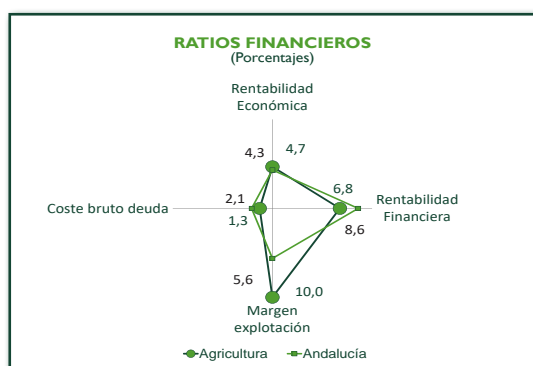 RATIOS FINANCIEROS
(Porcentajes)
Rentabilidad
Económica
4,3
4,7
2,1
6,8
Coste bruto deuda
1,3
Rentabilidad
Financiera
8,6
5,6
10,0
Margen
explotación
Agricultura
Andalucía